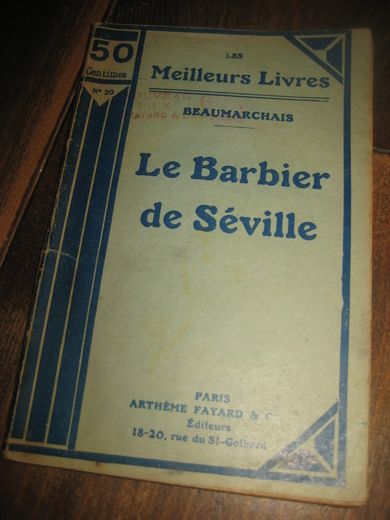 50
Centimes
N° 20
LES
Meilleurs Livres
BEAUMARCHAIS
Le Barbier
de Séville
PARIS
ARTHÈME FAYARD &
Éditeurs
18-20, rue du St-Gothard